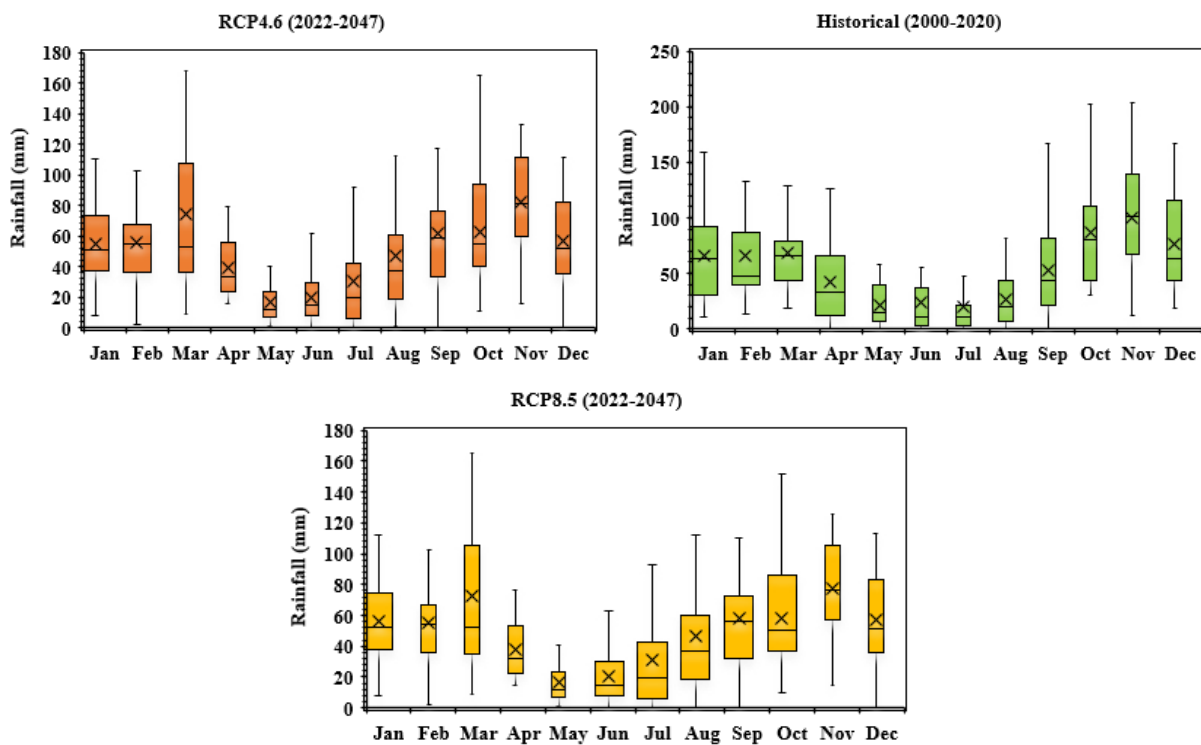 RCP4.6 (2022-2047)
180
160
140
120
100
80
60
40
20
0
Rainfall (mm)
Jan Feb Mar Apr May Jun Jul Aug Sep Oct Nov Dec
Historical (2000-2020)
250
200
150
100
50
0
Rainfall (mm)
Jan Feb Mar Apr May Jun Jul Aug Sep Oct Nov Dec
RCP8.5 (2022-2047)
180
160
140
120
100
80
60
40
20
0
Rainfall (mm)
Jan Feb Mar Apr May Jun Jul Aug Sep Oct Nov Dec